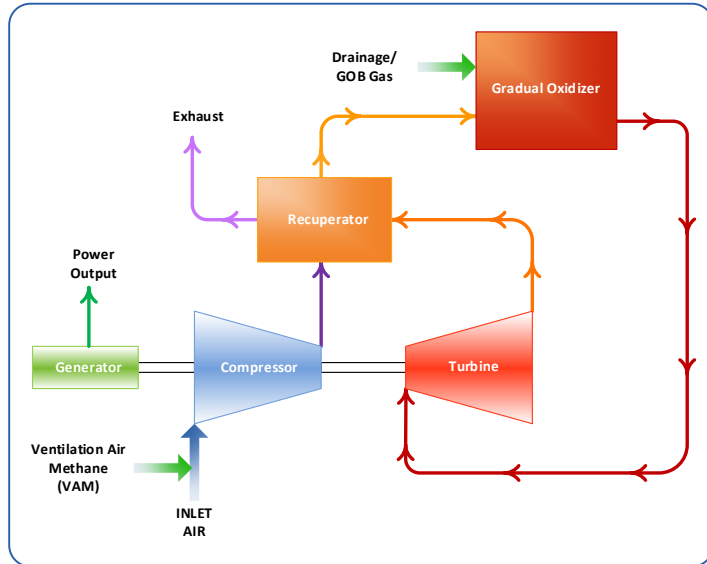 Drainage/
GOB Gas
Gradual Oxidizer
Exhaust
Recuperator
Power
Output
Generator
Compressor
Turbine
Ventilation Air
Methane
(VAM)
INLET
AIR